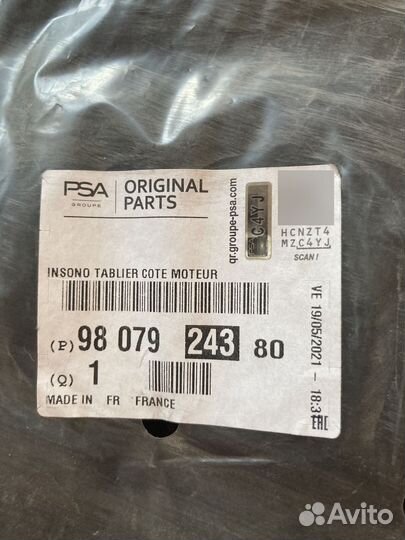 PSA
GROUPE
ORIGINAL
PARTS
qr.groupe-psa.com
C4YJ
HCNZT4
MZC4YJ
SCAN !
INSONO TABLIER COTE MOTEUR
(P) 98 079 243 80
(Q) 1
MADE IN FR FRANCE
VE 19/05/2021 - 18:3
EAC
Avito